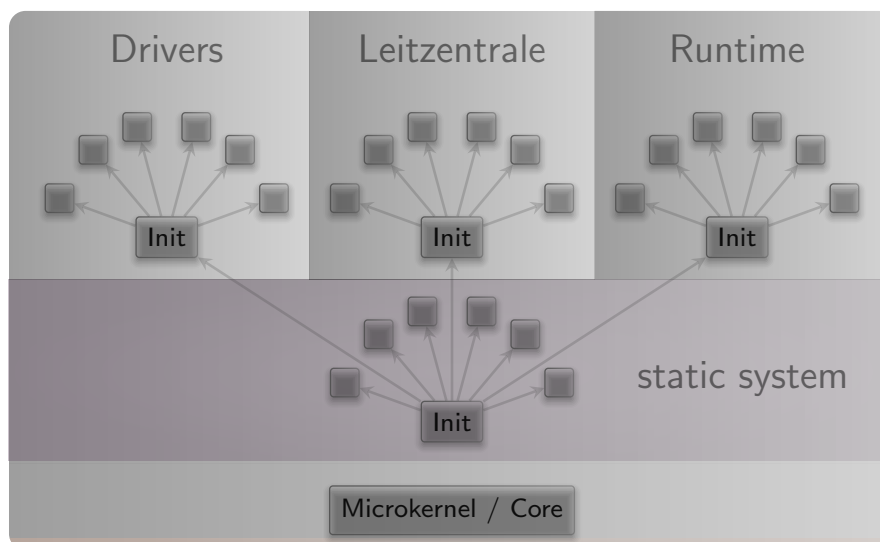 Drivers
Leitzentrale
Runtime
Init
Init
Init
static system
Init
Microkernel / Core